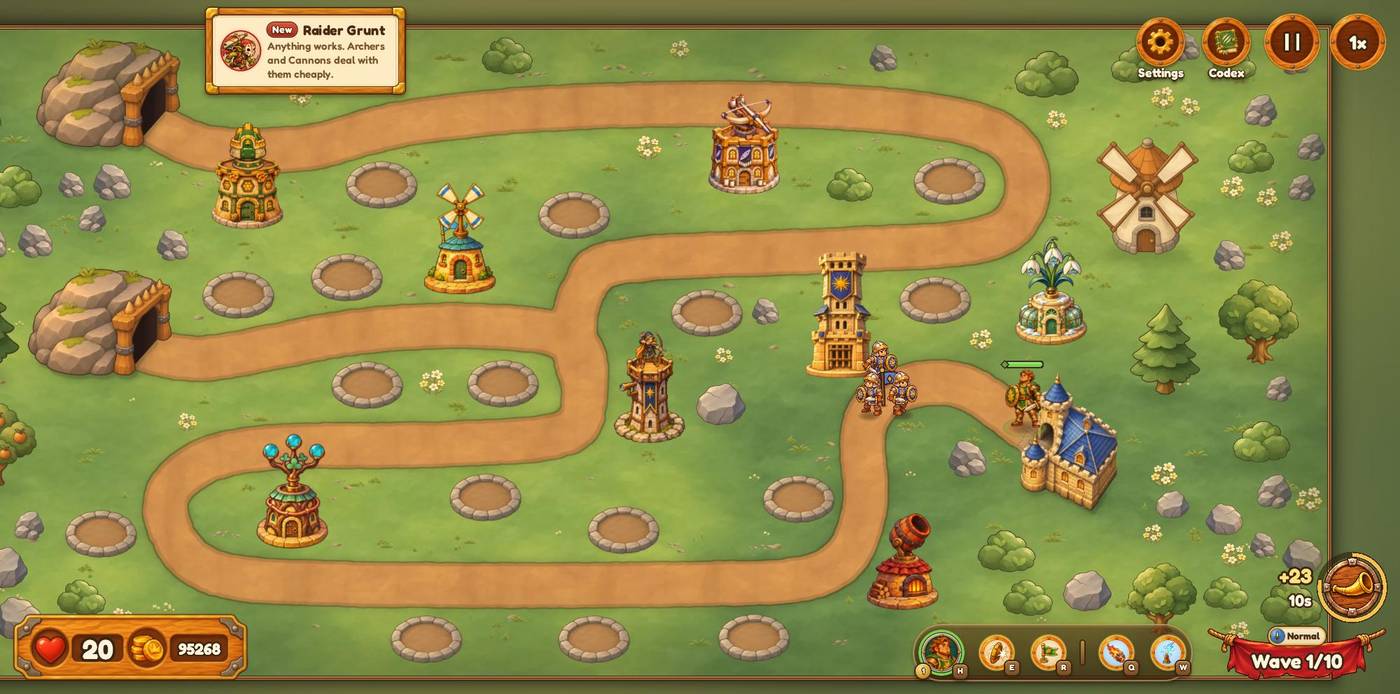 New Raider Grunt
Anything works. Archers
and Cannons deal with
them cheaply.
Settings
Codex
1x
+23
10s
20
95268
1
H
E
R
Q
W
Normal
Wave 1/10